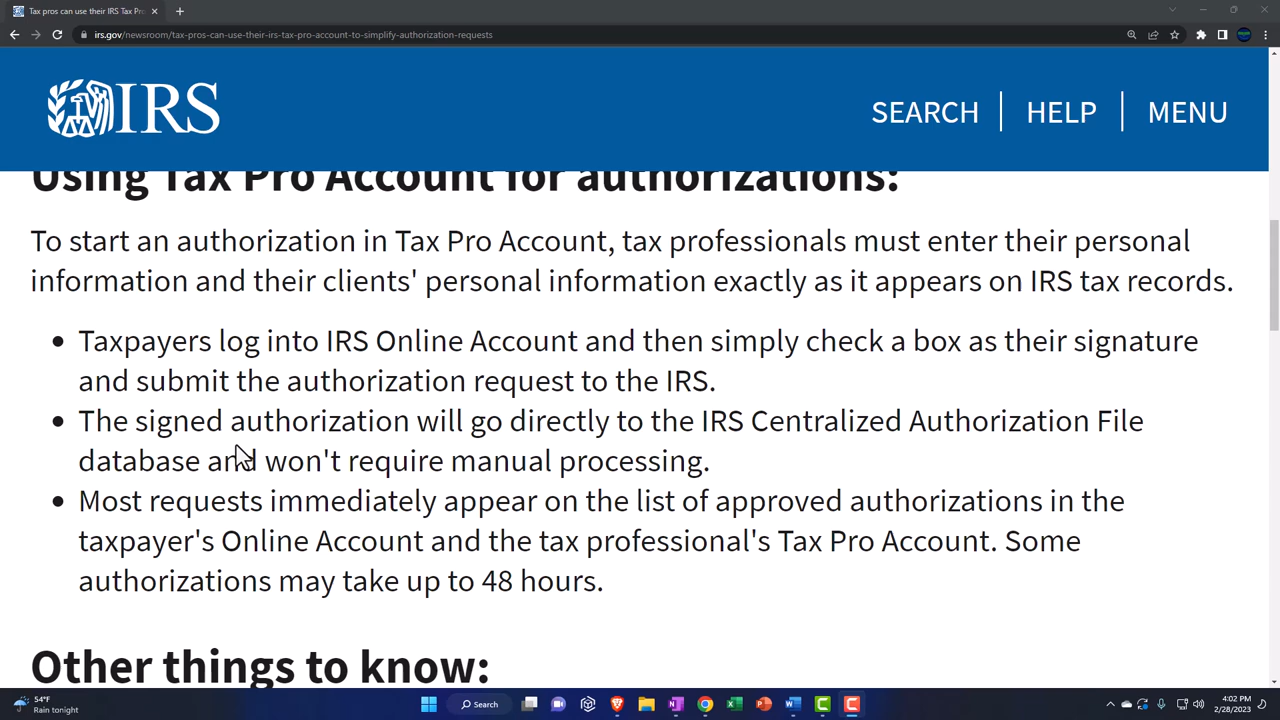 Tax pros can use their IRS Tax Pro
irs.gov/newsroom/tax-pros-can-use-their-irs-tax-pro-account-to-simplify-authorization-requests
IRS
SEARCH HELP MENU
Using Tax Pro Account for authorizations:
To start an authorization in Tax Pro Account, tax professionals must enter their personal
information and their clients' personal information exactly as it appears on IRS tax records.
• Taxpayers log into IRS Online Account and then simply check a box as their signature
and submit the authorization request to the IRS.
• The signed authorization will go directly to the IRS Centralized Authorization File
database and won't require manual processing.
• Most requests immediately appear on the list of approved authorizations in the
taxpayer's Online Account and the tax professional's Tax Pro Account. Some
authorizations may take up to 48 hours.
Other things to know:
54°F
Rain tonight
Search
4:02 PM
2/28/2023